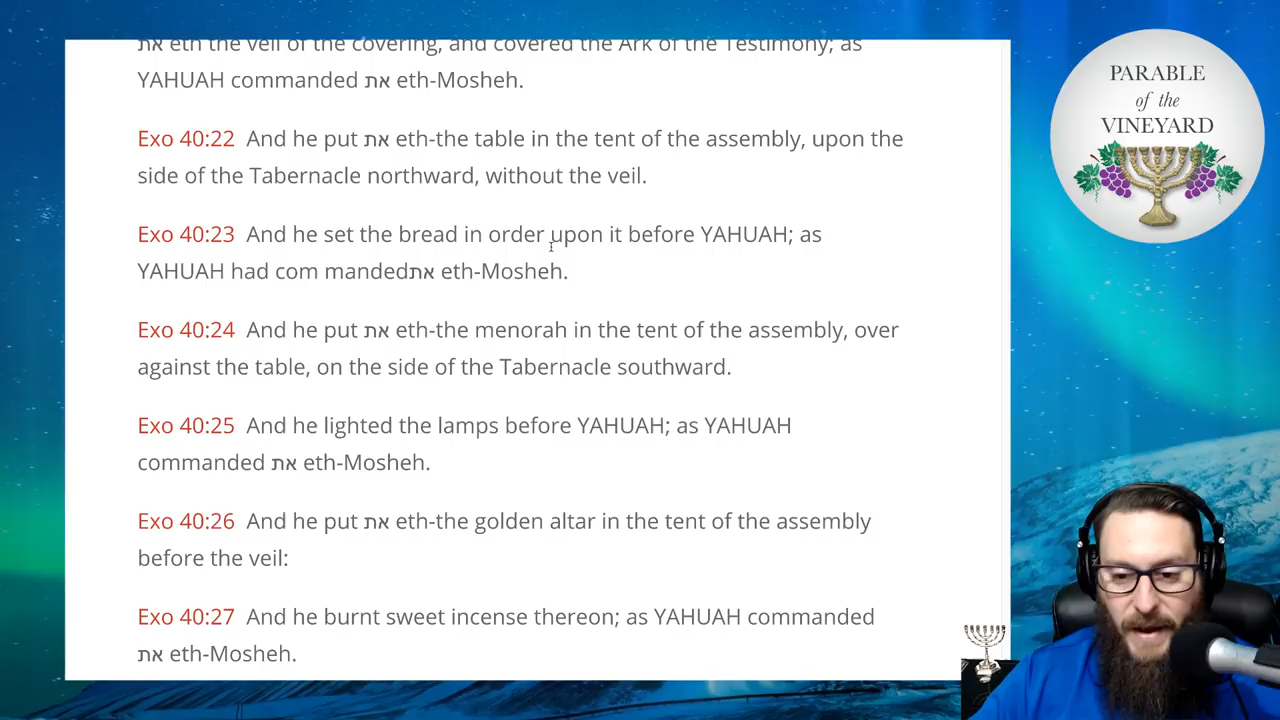 את eth the veil of the covering, and covered the Ark of the Testimony; as
YAHUAH commanded את eth-Mosheh.
Exo 40:22 And he put את eth-the table in the tent of the assembly, upon the
side of the Tabernacle northward, without the veil.
Exo 40:23 And he set the bread in order upon it before YAHUAH; as
YAHUAH had com mandedאת eth-Mosheh.
Exo 40:24 And he put את eth-the menorah in the tent of the assembly, over
against the table, on the side of the Tabernacle southward.
Exo 40:25 And he lighted the lamps before YAHUAH; as YAHUAH
commanded את eth-Mosheh.
Exo 40:26 And he put את eth-the golden altar in the tent of the assembly
before the veil:
Exo 40:27 And he burnt sweet incense thereon; as YAHUAH commanded
את eth-Mosheh.
PARABLE
of the
VINEYARD